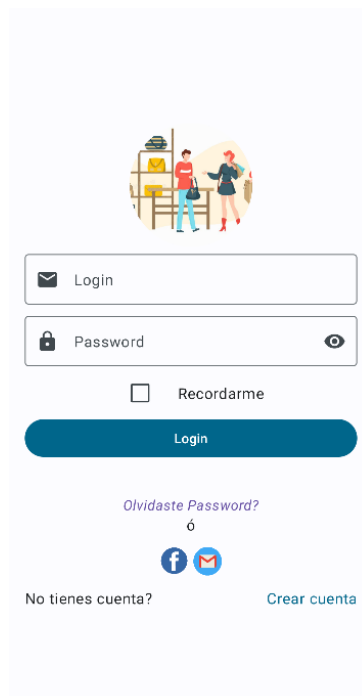 Login
Password
Recordarme
Login
Olvidaste Password?
ó
No tienes cuenta? Crear cuenta